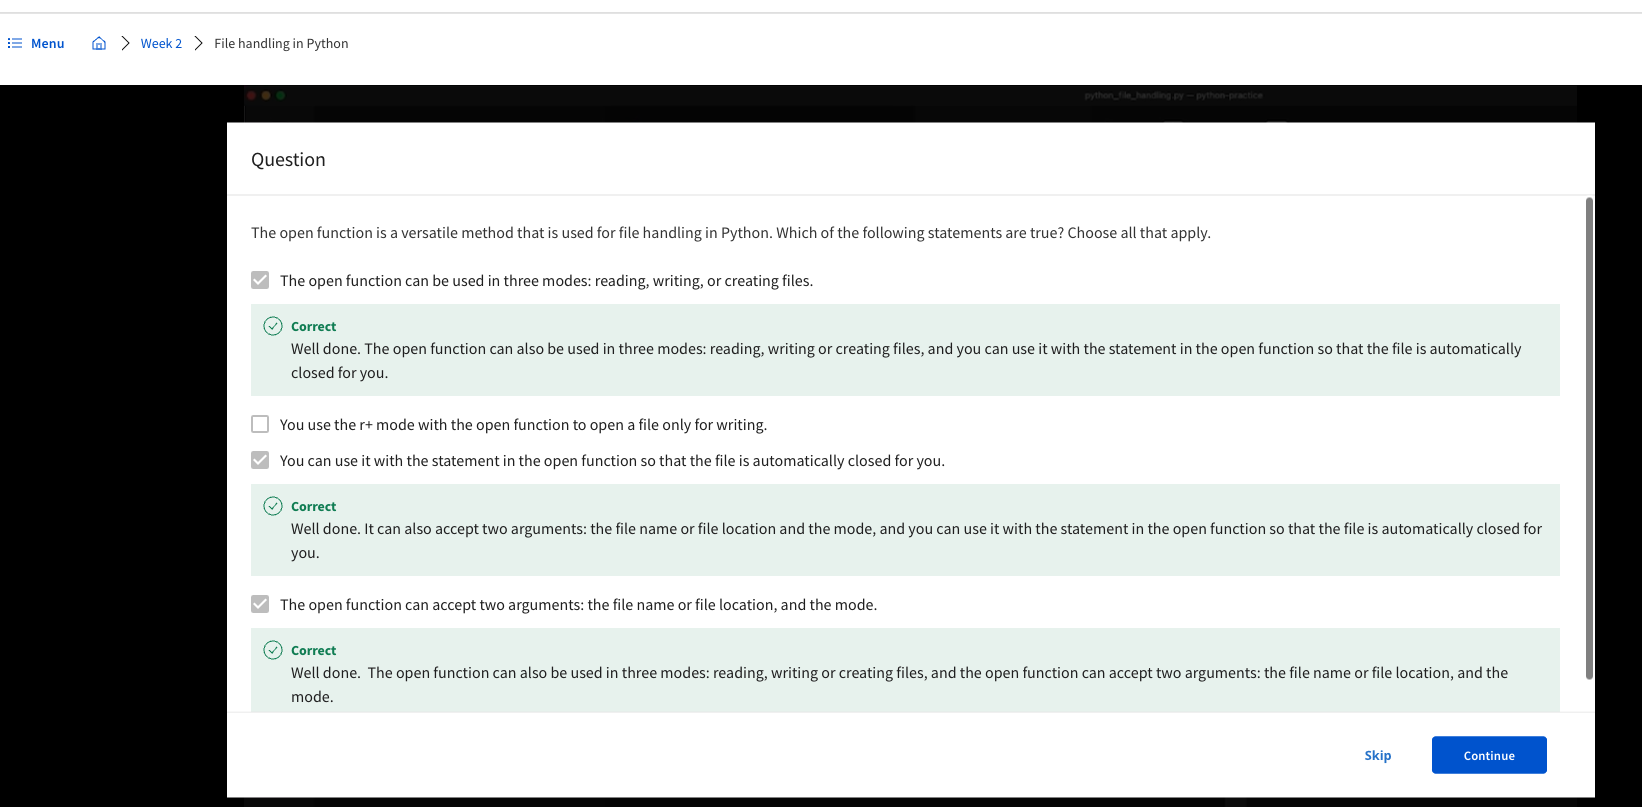 Menu
Week 2
File handling in Python
python_file_handling.py — python-practice
Question
The open function is a versatile method that is used for file handling in Python. Which of the following statements are true? Choose all that apply.
The open function can be used in three modes: reading, writing, or creating files.
Correct
Well done. The open function can also be used in three modes: reading, writing or creating files, and you can use it with the statement in the open function so that the file is automatically
closed for you.
You use the r+ mode with the open function to open a file only for writing.
You can use it with the statement in the open function so that the file is automatically closed for you.
Correct
Well done. It can also accept two arguments: the file name or file location and the mode, and you can use it with the statement in the open function so that the file is automatically closed for
you.
The open function can accept two arguments: the file name or file location, and the mode.
Correct
Well done.  The open function can also be used in three modes: reading, writing or creating files, and the open function can accept two arguments: the file name or file location, and the
mode.
Skip
Continue